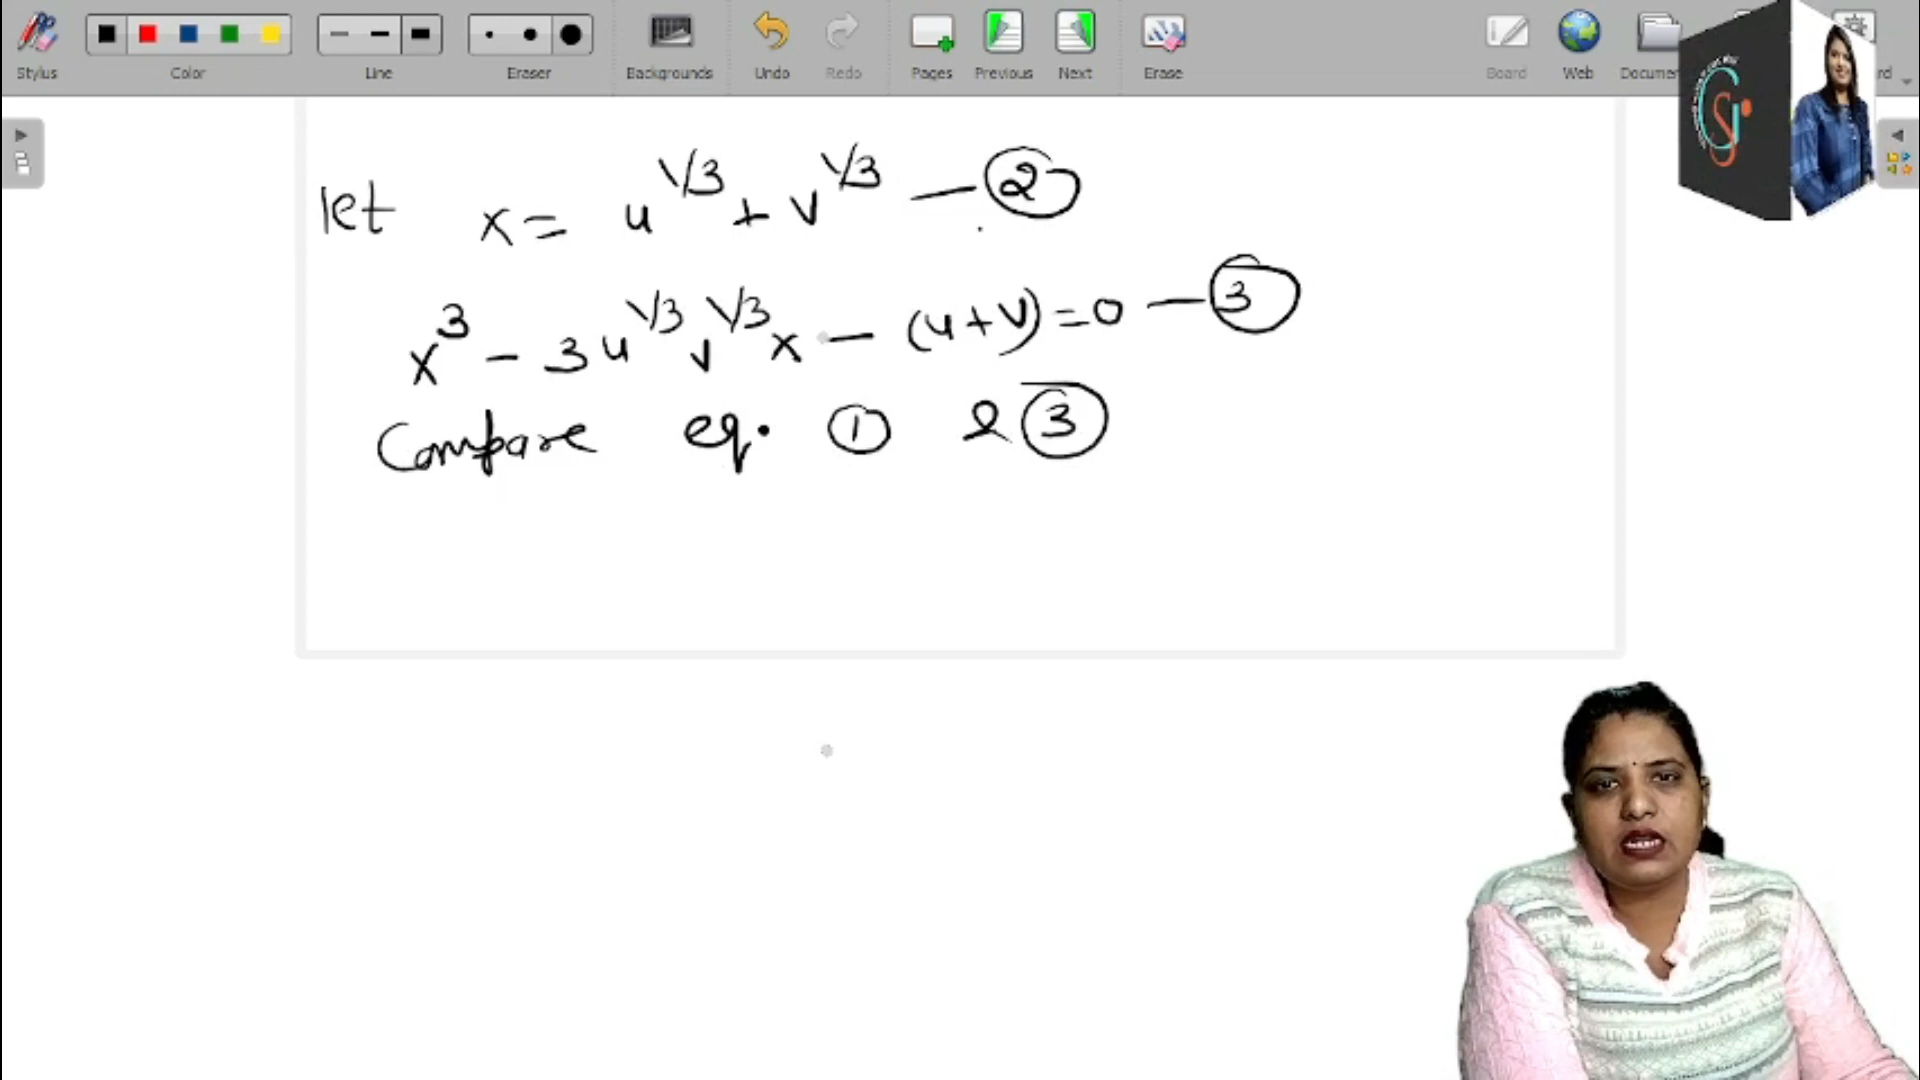 Stylus Color Line Eraser Backgrounds Undo Redo Pages Previous Next Erase Board Web
let x = u^{1/3} + v^{1/3} — ②
x^3 - 3u^{1/3}v^{1/3}x - (u+v)=0 — ③
Compare eq. ① & ③